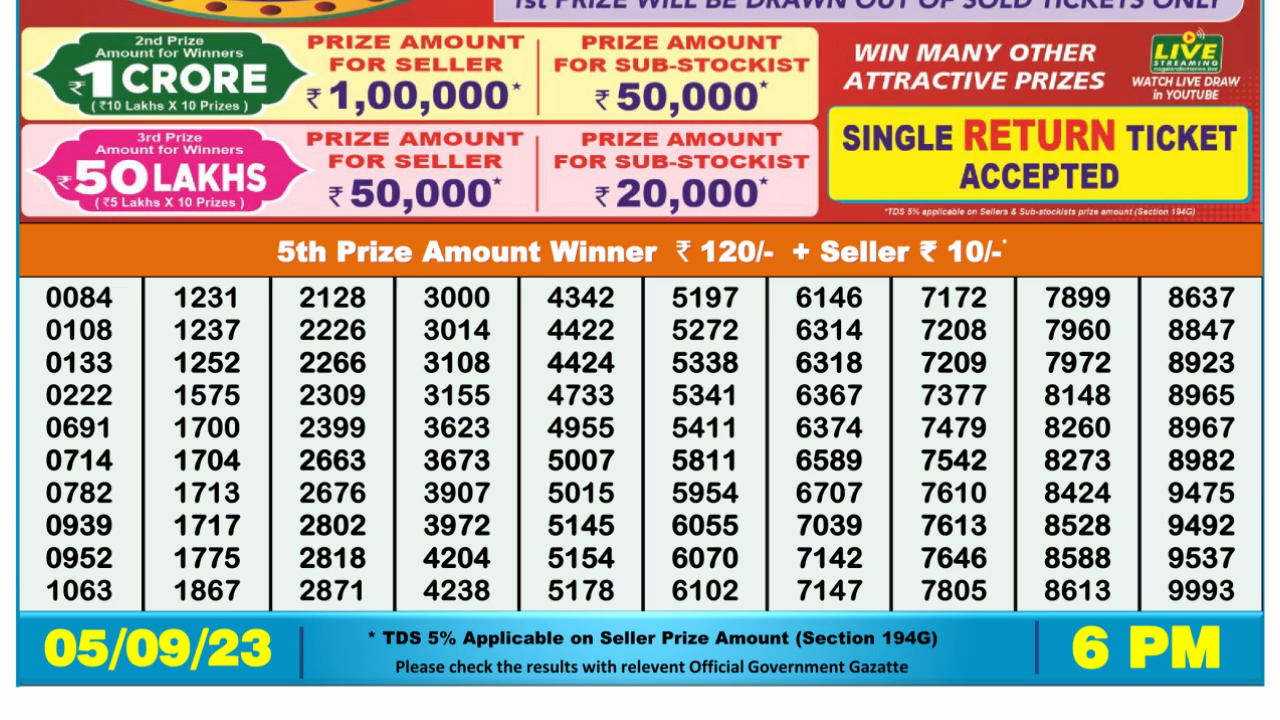 1st PRIZE WILL BE DRAWN OUT OF SOLD TICKETS ONLY
2nd Prize
Amount for Winners
₹1 CRORE
(₹10 Lakhs X 10 Prizes)
PRIZE AMOUNT
FOR SELLER
₹ 1,00,000*
PRIZE AMOUNT
FOR SUB-STOCKIST
₹ 50,000*
3rd Prize
Amount for Winners
₹50 LAKHS
(₹5 Lakhs X 10 Prizes)
PRIZE AMOUNT
FOR SELLER
₹ 50,000*
PRIZE AMOUNT
FOR SUB-STOCKIST
₹ 20,000*
WIN MANY OTHER
ATTRACTIVE PRIZES
LIVE
STREAMING
WATCH LIVE DRAW
in YOUTUBE
SINGLE RETURN TICKET
ACCEPTED
*TDS 5% applicable on Sellers & Sub-stockists prize amount (Section 194G)
5th Prize Amount Winner ₹ 120/- + Seller ₹ 10/-*
0084 1231 2128 3000 4342 5197 6146 7172 7899 8637
0108 1237 2226 3014 4422 5272 6314 7208 7960 8847
0133 1252 2266 3108 4424 5338 6318 7209 7972 8923
0222 1575 2309 3155 4733 5341 6367 7377 8148 8965
0691 1700 2399 3623 4955 5411 6374 7479 8260 8967
0714 1704 2663 3673 5007 5811 6589 7542 8273 8982
0782 1713 2676 3907 5015 5954 6707 7610 8424 9475
0939 1717 2802 3972 5145 6055 7039 7613 8528 9492
0952 1775 2818 4204 5154 6070 7142 7646 8588 9537
1063 1867 2871 4238 5178 6102 7147 7805 8613 9993
05/09/23
* TDS 5% Applicable on Seller Prize Amount (Section 194G)
Please check the results with relevent Official Government Gazatte
6 PM